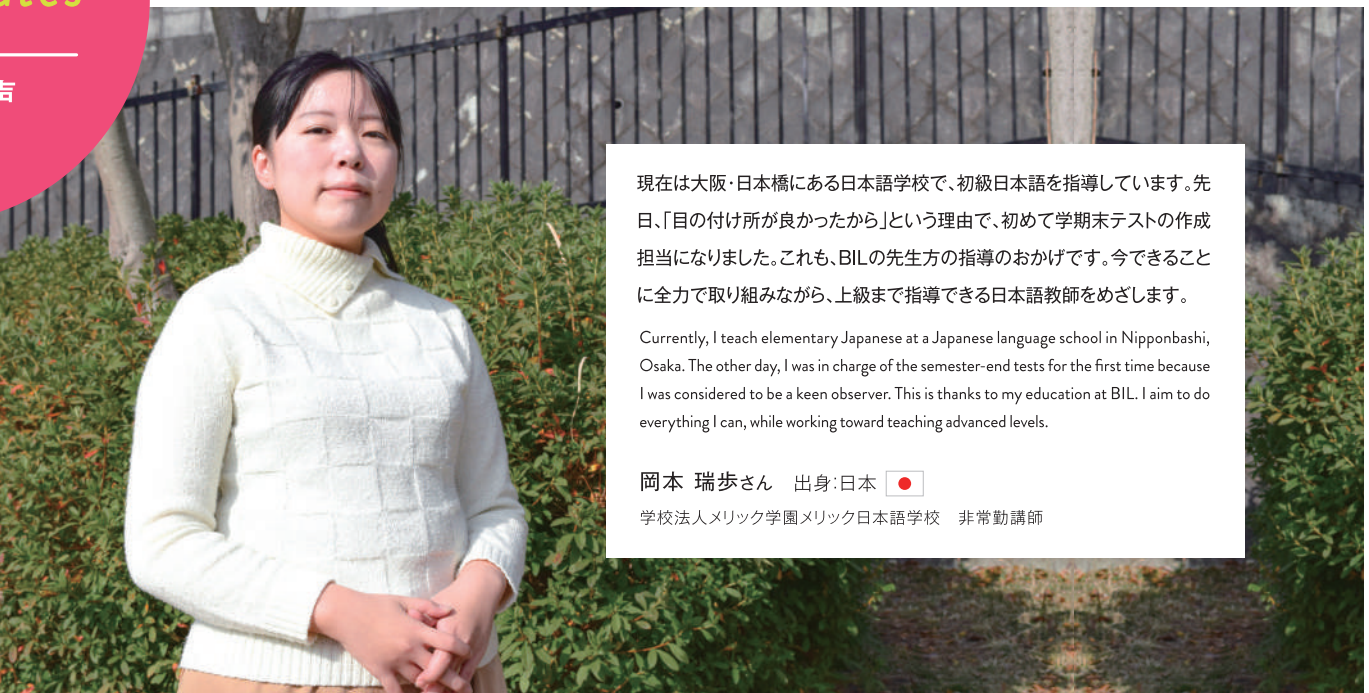 声
現在は大阪・日本橋にある日本語学校で、初級日本語を指導しています。先
日、「目の付け所が良かったから」という理由で、初めて学期末テストの作成
担当になりました。これも、BILの先生方の指導のおかげです。今できること
に全力で取り組みながら、上級まで指導できる日本語教師をめざします。
Currently, I teach elementary Japanese at a Japanese language school in Nipponbashi,
Osaka. The other day, I was in charge of the semester-end tests for the first time because
I was considered to be a keen observer. This is thanks to my education at BIL. I aim to do
everything I can, while working toward teaching advanced levels.
岡本 瑞歩さん 出身:日本
学校法人メリック学園メリック日本語学校 非常勤講師